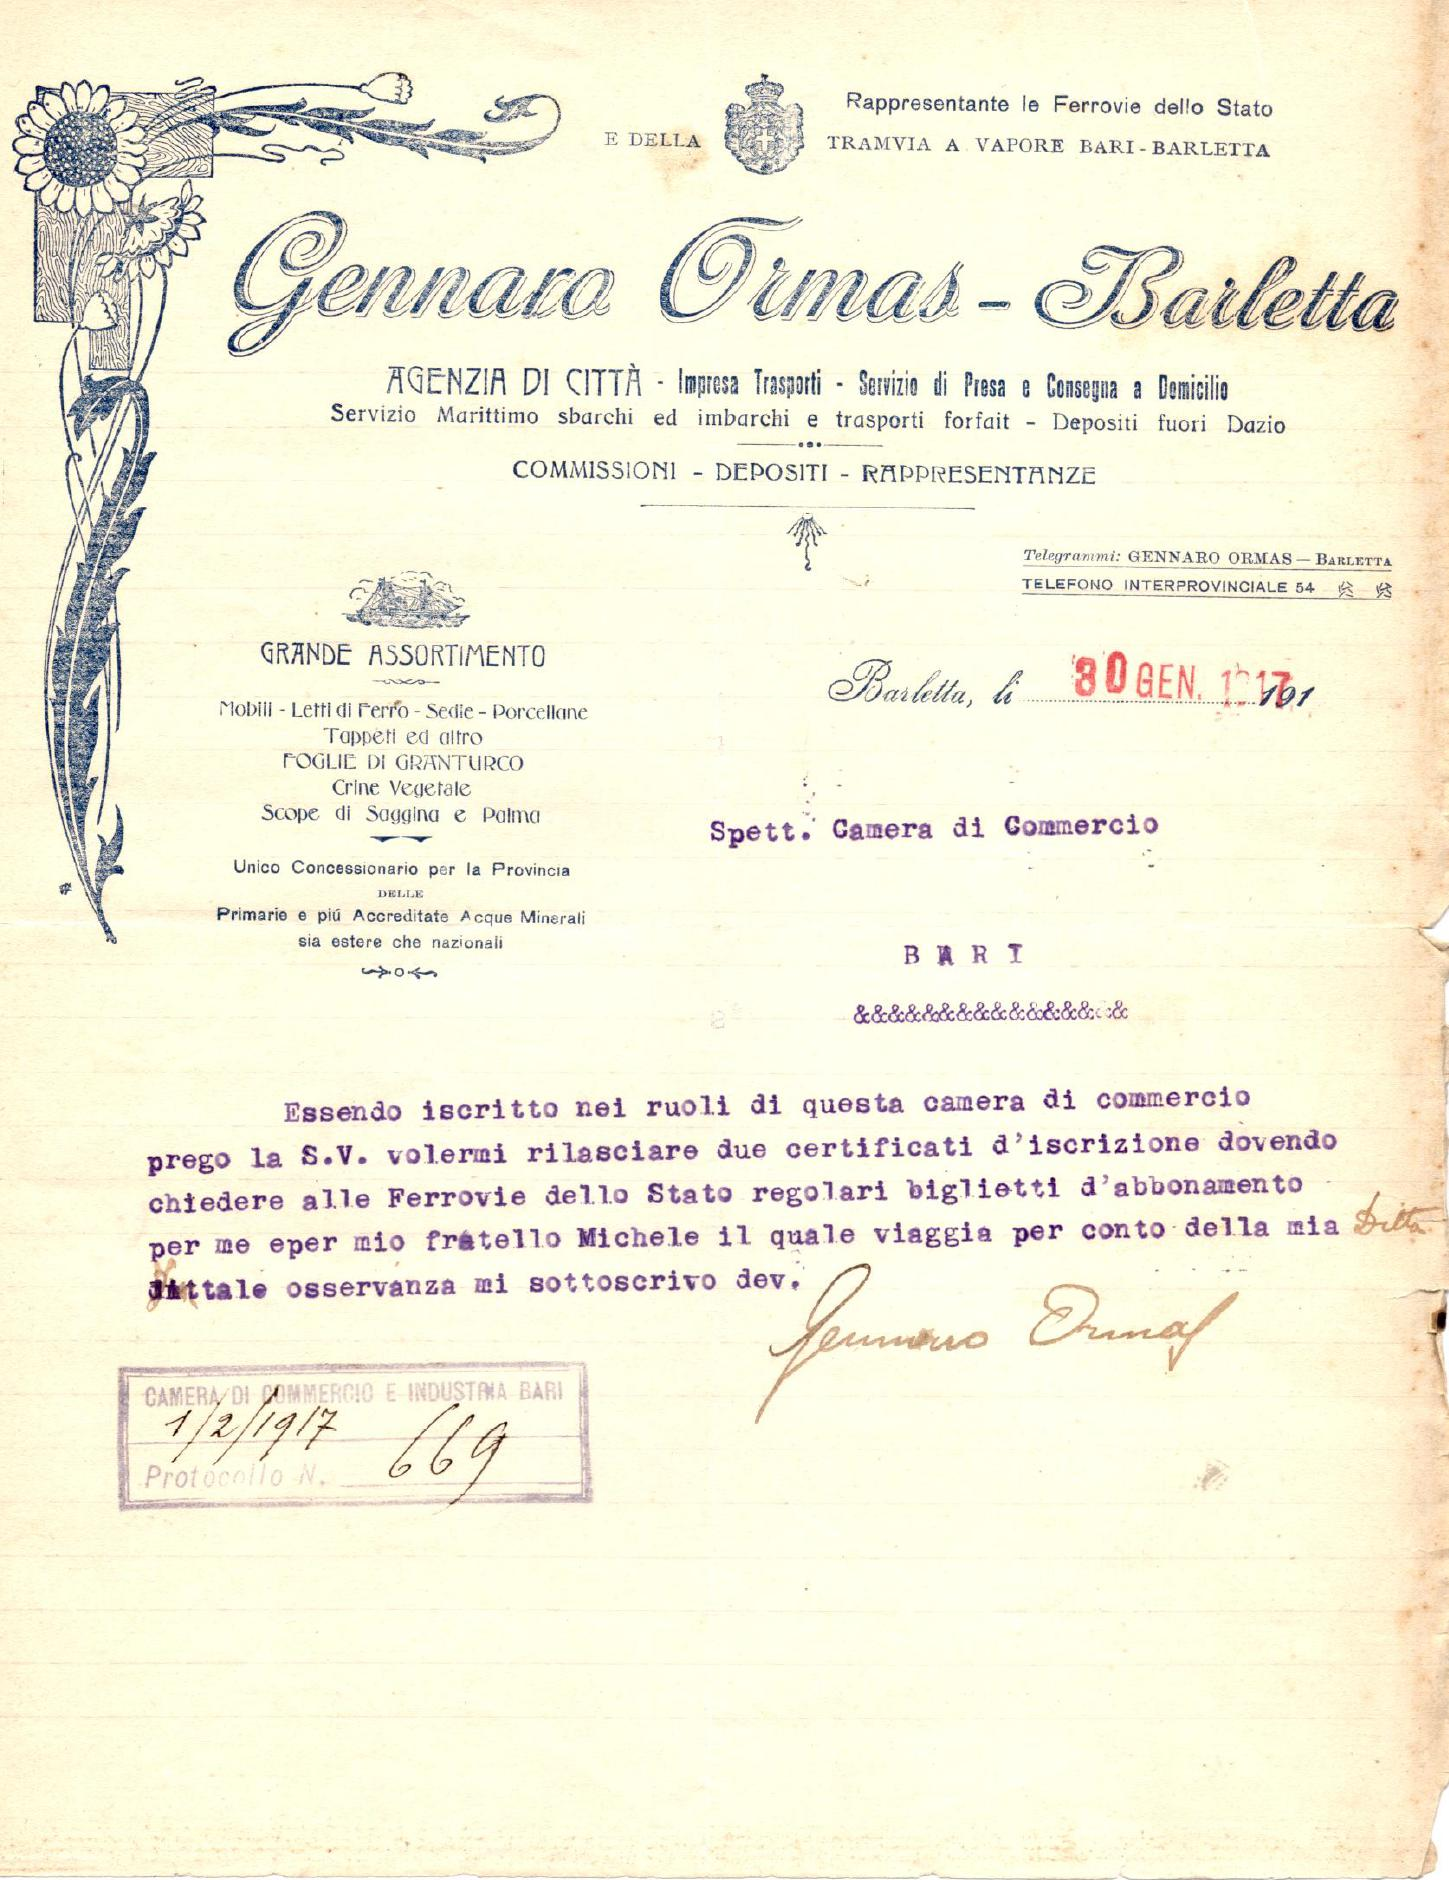 Rappresentante le Ferrovie dello Stato
E DELLA TRAMVIA A VAPORE BARI-BARLETTA
Gennaro Ormas - Barletta
AGENZIA DI CITTÀ - Impresa Trasporti - Servizio di Presa e Consegna a Domicilio
Servizio Marittimo sbarchi ed imbarchi e trasporti forfait - Depositi fuori Dazio
COMMISSIONI - DEPOSITI - RAPPRESENTANZE
Telegrammi: GENNARO ORMAS — BARLETTA
TELEFONO INTERPROVINCIALE 54
GRANDE ASSORTIMENTO
Mobili - Letti di Ferro - Sedie - Porcellane
Tappeti ed altro
FOGLIE DI GRANTURCO
Crine Vegetale
Scope di Saggina e Palma
Unico Concessionario per la Provincia
DELLE
Primarie e piú Accreditate Acque Minerali
sia estere che nazionali
Barletta, li 30 GEN. 1917 191
Spett. Camera di Commercio
B A R I
&&&&&&&&&&&&&&&&
Essendo iscritto nei ruoli di questa camera di commercio
prego la S.V. volermi rilasciare due certificati d'iscrizione dovendo
chiedere alle Ferrovie dello Stato regolari biglietti d'abbonamento
per me eper mio fratello Michele il quale viaggia per conto della mia Ditta
tale osservanza mi sottoscrivo dev.
Gennaro Ormas
CAMERA DI COMMERCIO E INDUSTRIA BARI
1/2/1917
Protocollo N. 669